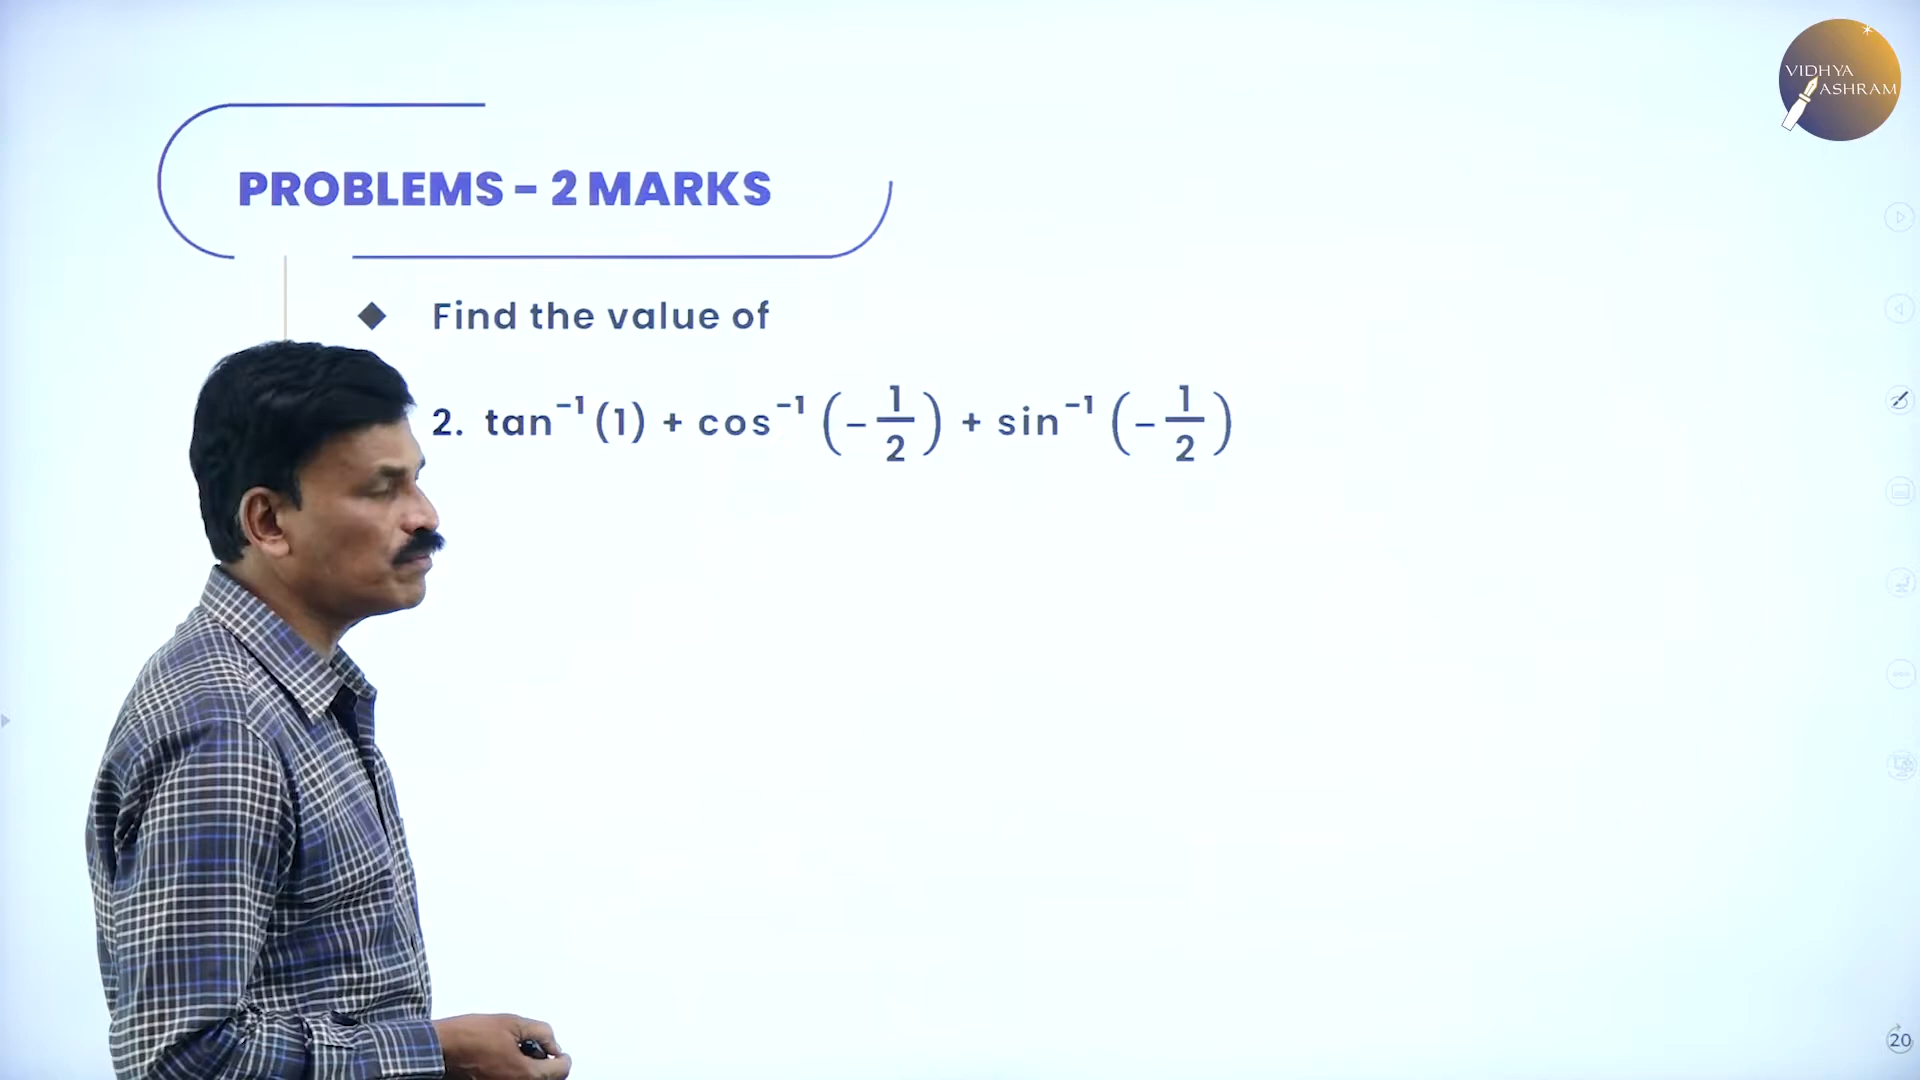 VIDHYA
ASHRAM
PROBLEMS - 2 MARKS
◆ Find the value of
2. tan⁻¹(1) + cos⁻¹(-1/2) + sin⁻¹(-1/2)
20